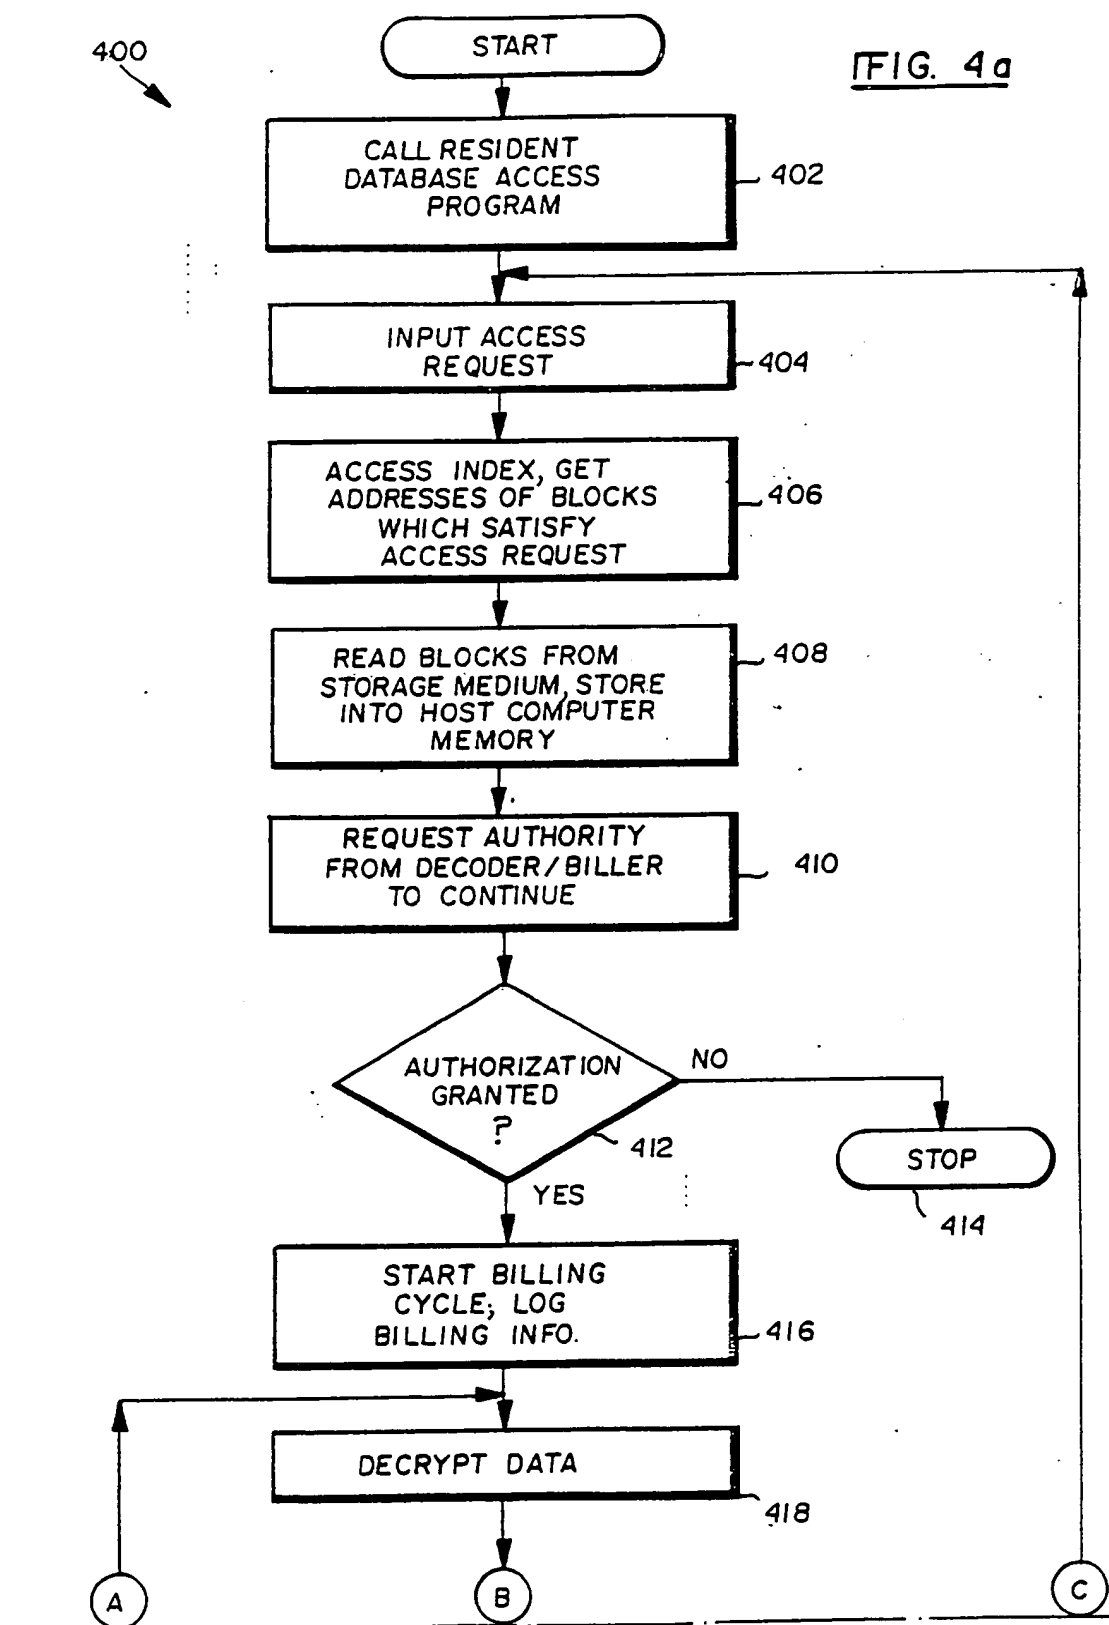 400
START
FIG. 4a
CALL RESIDENT
DATABASE ACCESS
PROGRAM
402
INPUT ACCESS
REQUEST
404
ACCESS INDEX, GET
ADDRESSES OF BLOCKS
WHICH SATISFY
ACCESS REQUEST
406
READ BLOCKS FROM
STORAGE MEDIUM, STORE
INTO HOST COMPUTER
MEMORY
408
REQUEST AUTHORITY
FROM DECODER/BILLER
TO CONTINUE
410
AUTHORIZATION
GRANTED
?
412
NO
STOP
414
YES
START BILLING
CYCLE; LOG
BILLING INFO.
416
DECRYPT DATA
418
A
B
C